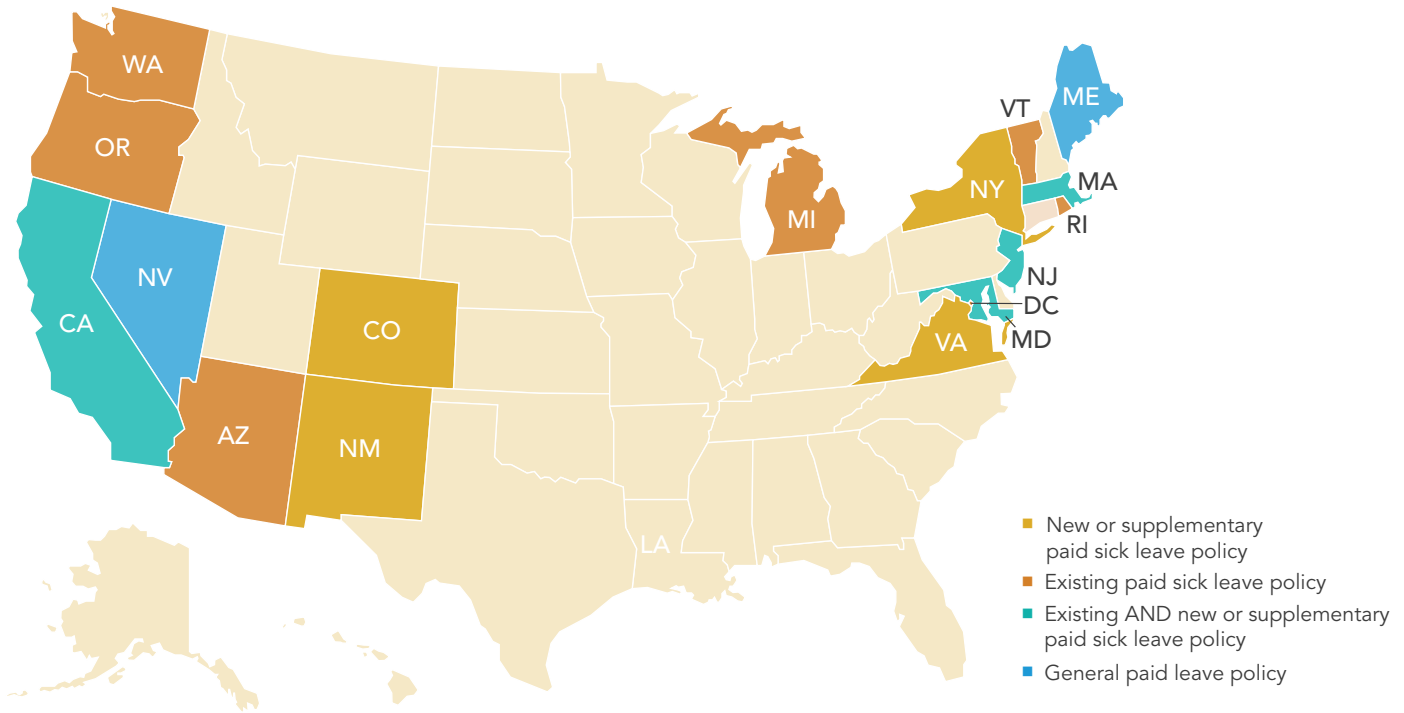 WA
OR
CA
NV
AZ
CO
NM
MI
LA
VT
ME
NY
MA
RI
NJ
DC
MD
VA
New or supplementary
paid sick leave policy
Existing paid sick leave policy
Existing AND new or supplementary
paid sick leave policy
General paid leave policy